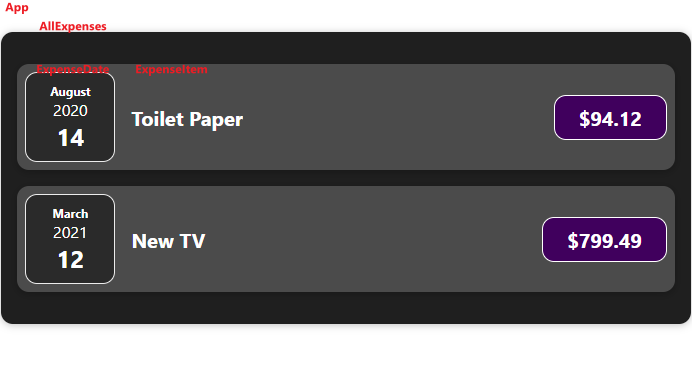 App
AllExpenses
ExpenseDate ExpenseItem
August
2020
14
Toilet Paper
$94.12
March
2021
12
New TV
$799.49